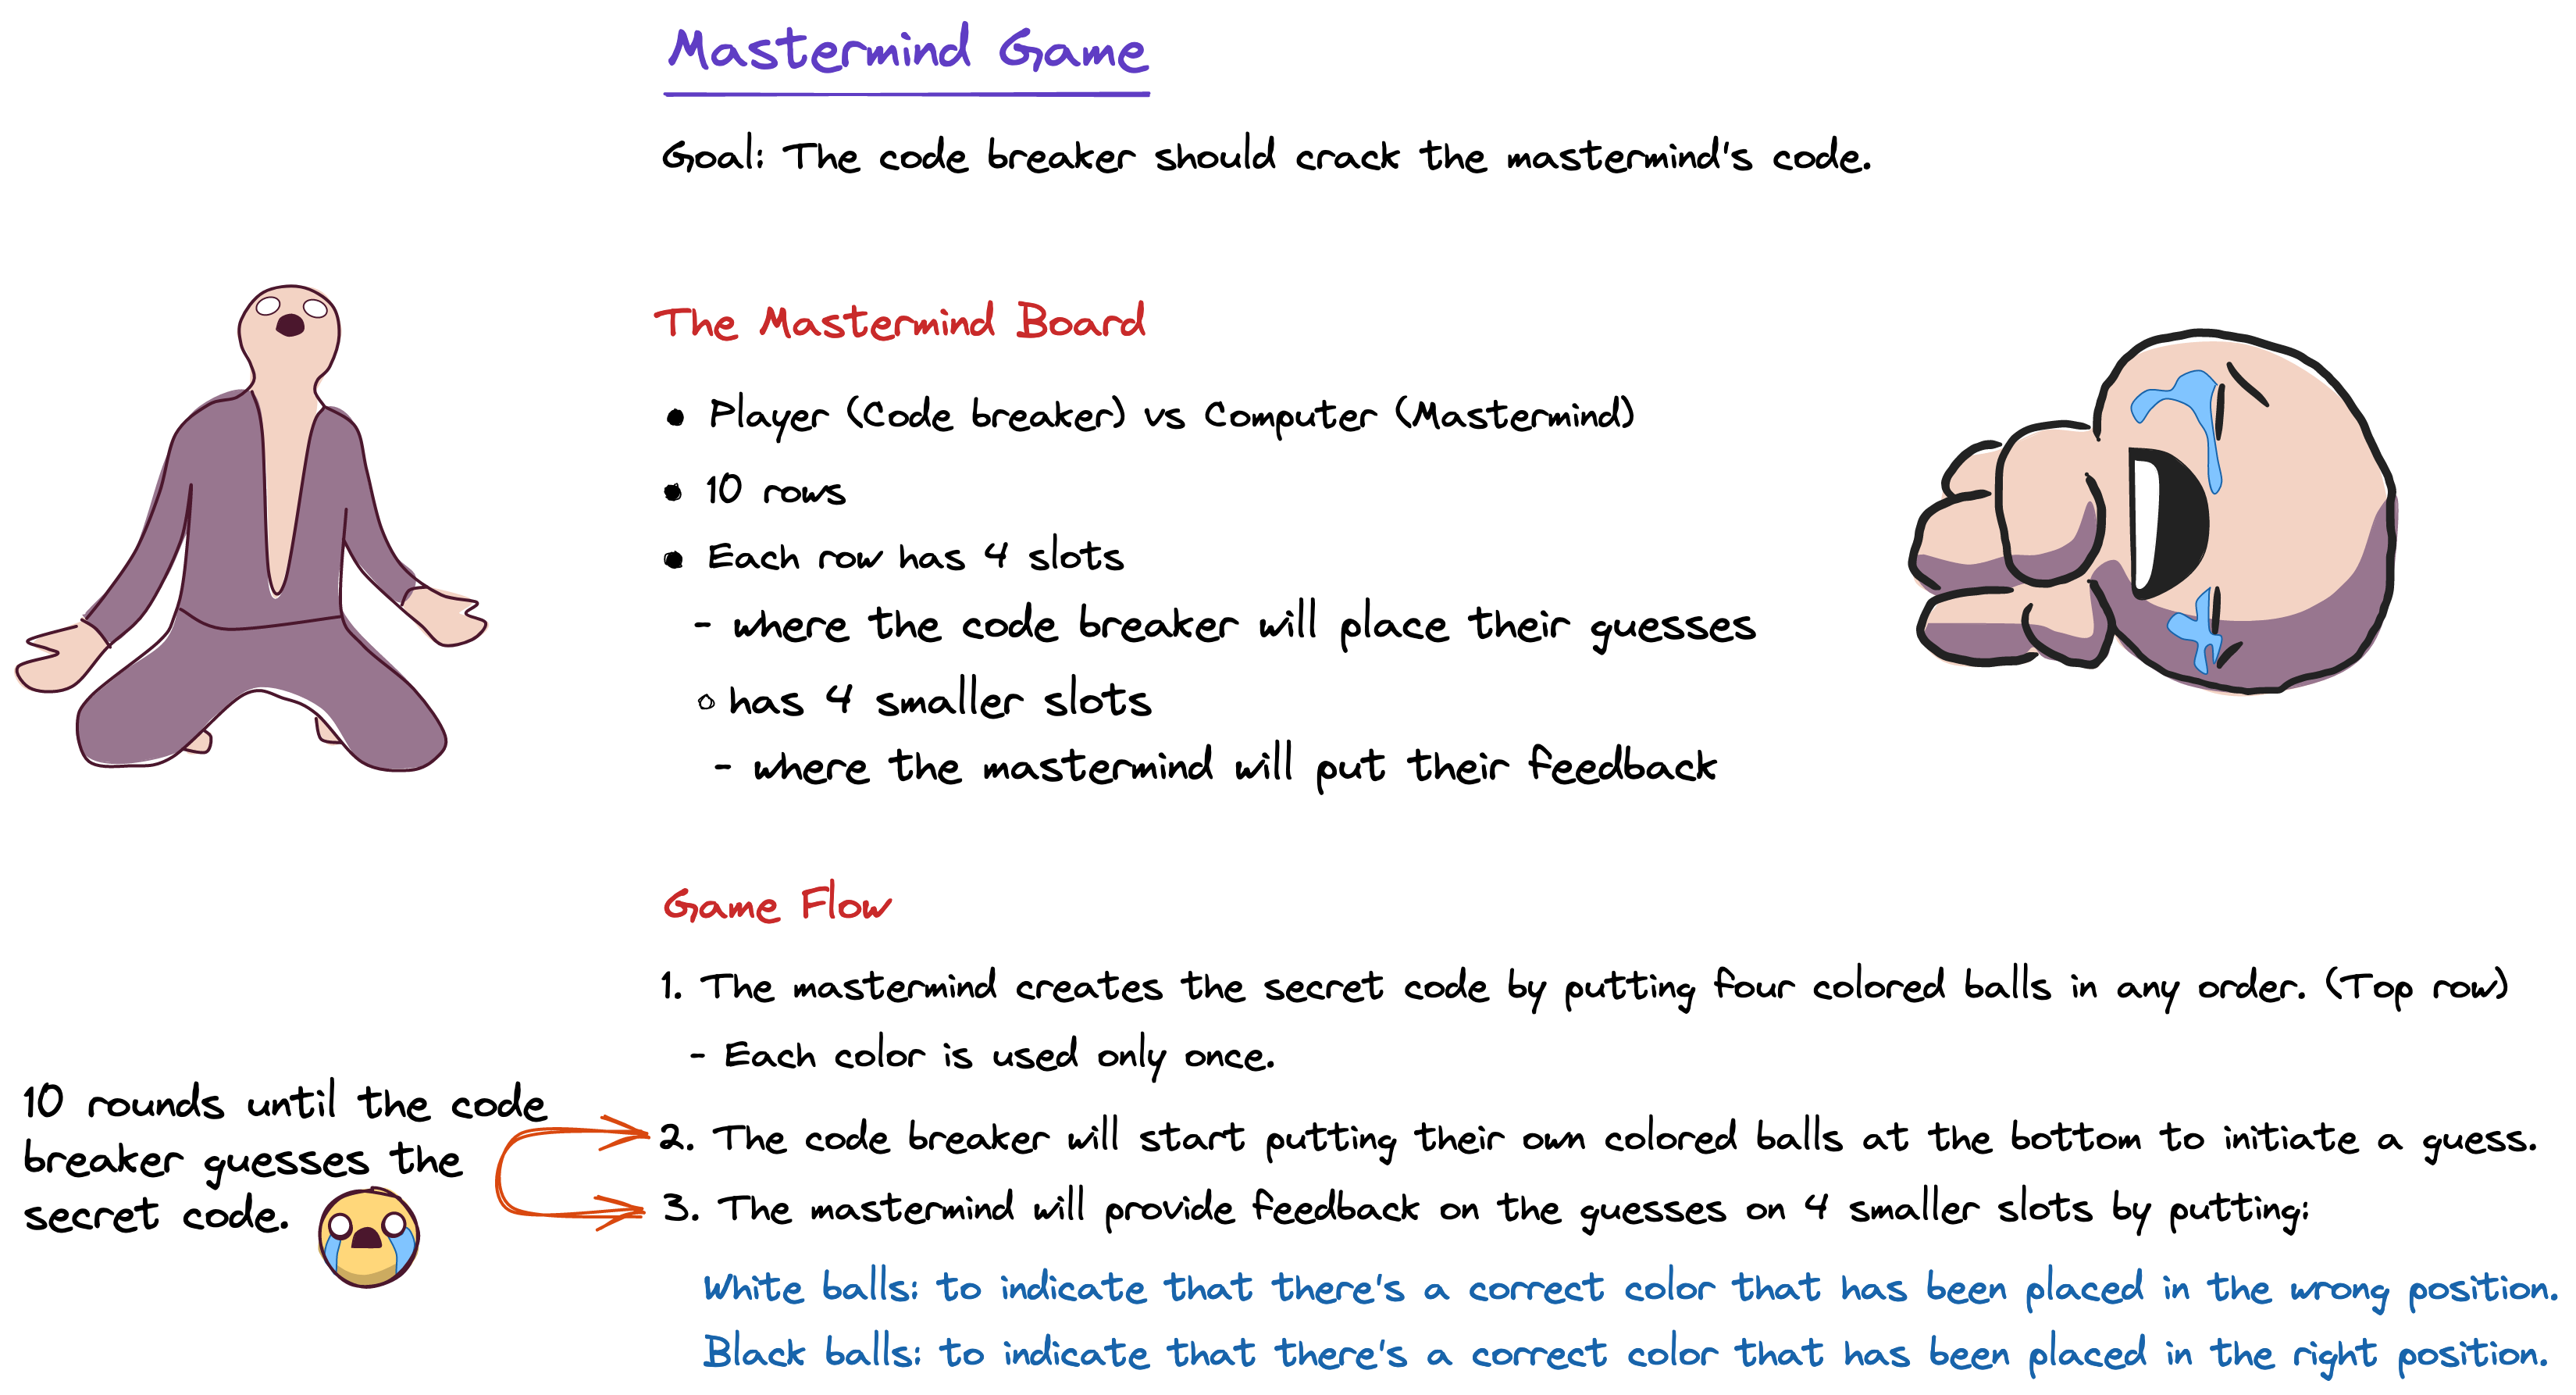 Mastermind Game
Goal: The code breaker should crack the mastermind's code.
The Mastermind Board
• Player (Code breaker) vs Computer (Mastermind)
• 10 rows
• Each row has 4 slots
- where the code breaker will place their guesses
◦ has 4 smaller slots
- where the mastermind will put their feedback
Game Flow
1. The mastermind creates the secret code by putting four colored balls in any order. (Top row)
- Each color is used only once.
10 rounds until the code
breaker guesses the
secret code.
2. The code breaker will start putting their own colored balls at the bottom to initiate a guess.
3. The mastermind will provide feedback on the guesses on 4 smaller slots by putting:
White balls: to indicate that there's a correct color that has been placed in the wrong position.
Black balls: to indicate that there's a correct color that has been placed in the right position.